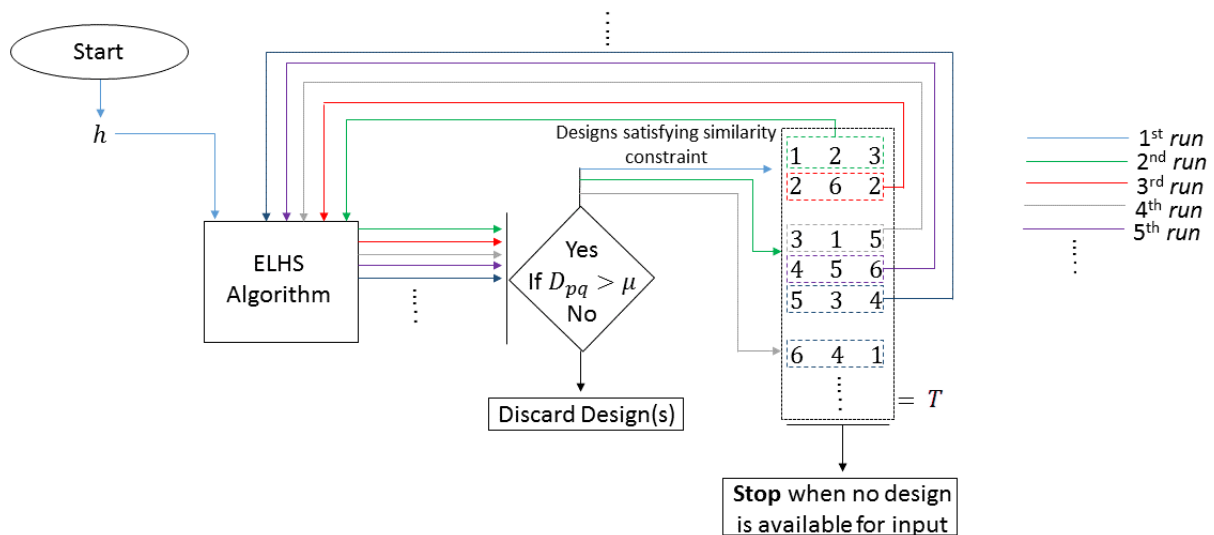 Start
h
ELHS
Algorithm
Designs satisfying similarity
constraint
Yes
If D_{pq} > μ
No
Discard Design(s)
1 2 3
2 6 2
3 1 5
4 5 6
5 3 4
6 4 1
= T
Stop when no design
is available for input
1st run
2nd run
3rd run
4th run
5th run